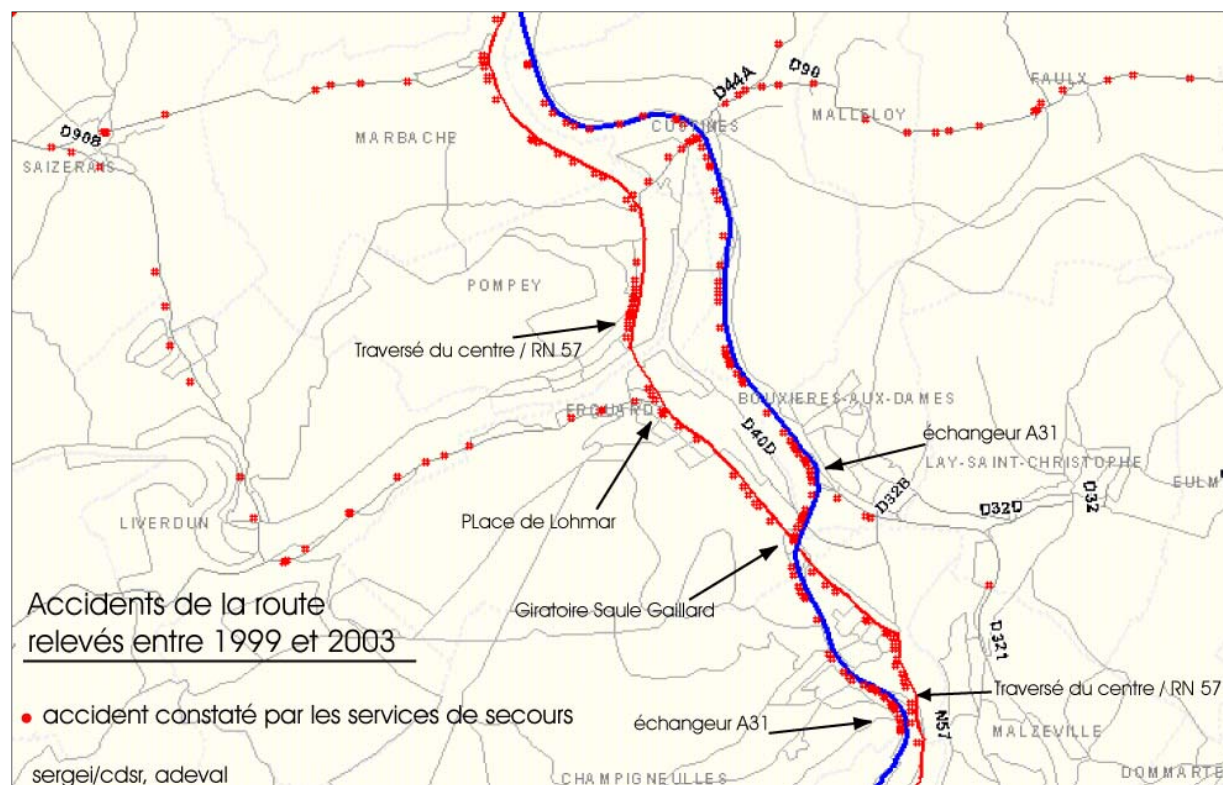 D44A
D90
FAULX
MALLELOY
CUSTINES
D90B
MARBACHE
SAIZERAIS
POMPEY
Traversé du centre / RN 57
BOUXIERES-AUX-DAMES
FROUARD
D40D
échangeur A31
LAY-SAINT-CHRISTOPHE
EULM
D32B
D32D
D32
PLace de Lohmar
LIVERDUN
Giratoire Saule Gaillard
Accidents de la route
relevés entre 1999 et 2003
D321
Traversé du centre / RN 57
accident constaté par les services de secours
échangeur A31
N57
MALZEVILLE
sergei/cdsr, adeval
CHAMPIGNEULLES
DOMMARTE